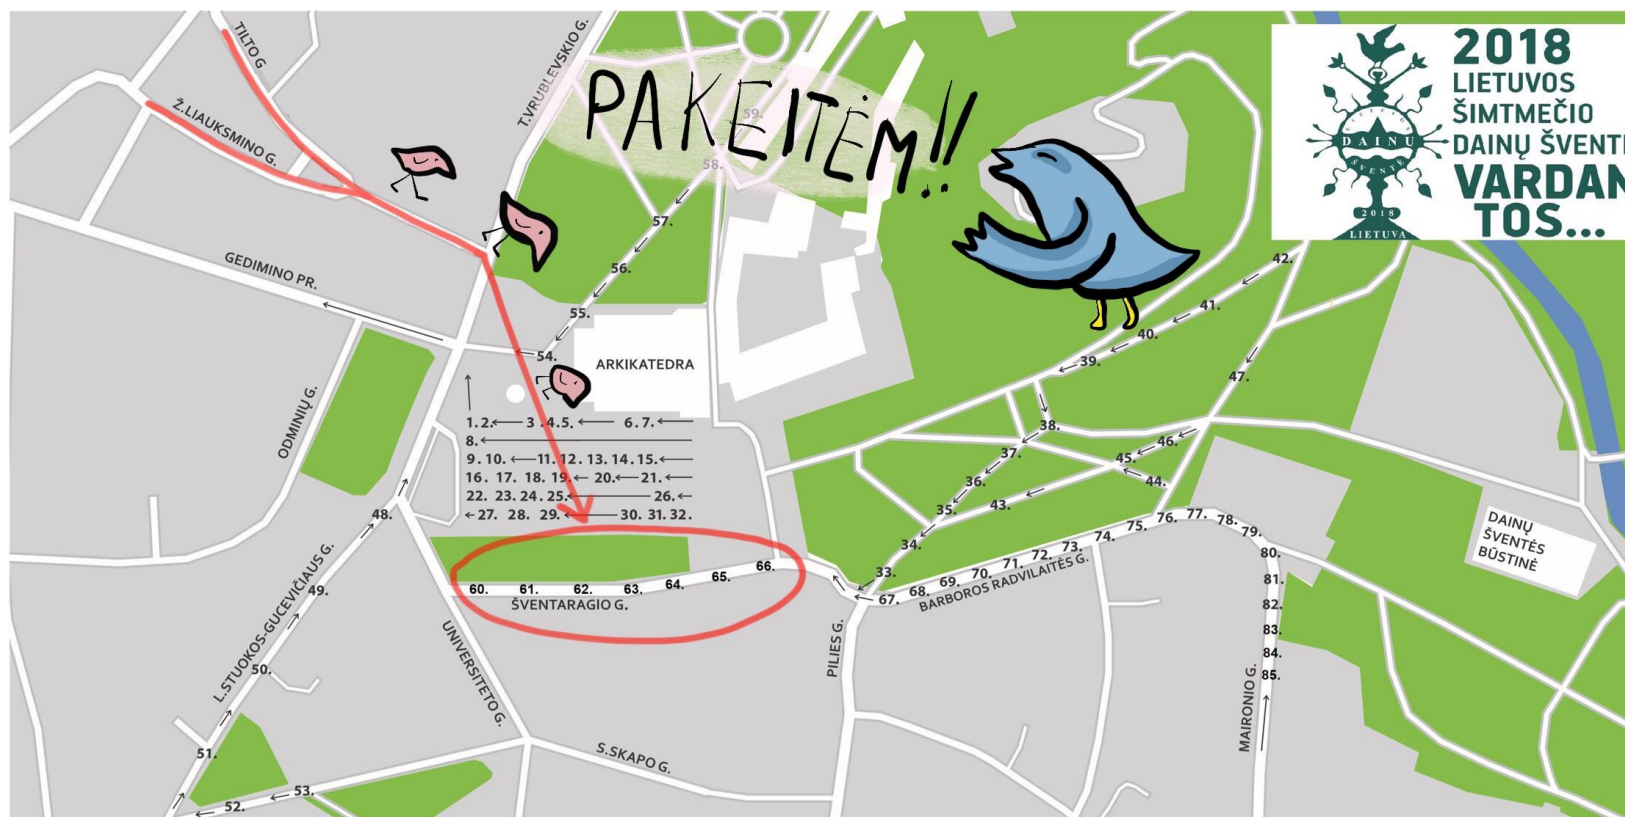 TILTO G
Ž.LIAUKSMINO G.
T.VRUBLEVSKIO G.
PAKEITĖM!!
2018
LIETUVOS
ŠIMTMEČIO
DAINŲ ŠVENTĖ
VARDAN
TOS...
LIETUVOS
DAINŲ
ŠVENTĖ
2018
LIETUVA
59.
58.
57.
56.
55.
54.
GEDIMINO PR.
ARKIKATEDRA
ODMINIŲ G.
1. 2. 3 .4.5. 6.7.
8.
9. 10. 11. 12. 13. 14. 15.
16. 17. 18. 19. 20. 21.
22. 23. 24. 25. 26.
27. 28. 29. 30. 31. 32.
42.
41.
40.
39.
47.
38.
46.
37.
45.
36.
44.
43.
35.
34.
33.
48.
49.
50.
51.
52.
53.
L.STUOKOS-GUCEVIČIAUS G.
60. 61. 62. 63. 64. 65. 66.
ŠVENTARAGIO G.
UNIVERSITETO G.
S.SKAPO G.
PILIES G.
67. 68. 69. 70. 71. 72. 73. 74. 75. 76. 77. 78. 79.
BARBOROS RADVILAITĖS G.
80.
81.
82.
83.
84.
85.
MAIRONIO G.
DAINŲ
ŠVENTĖS
BŪSTINĖ